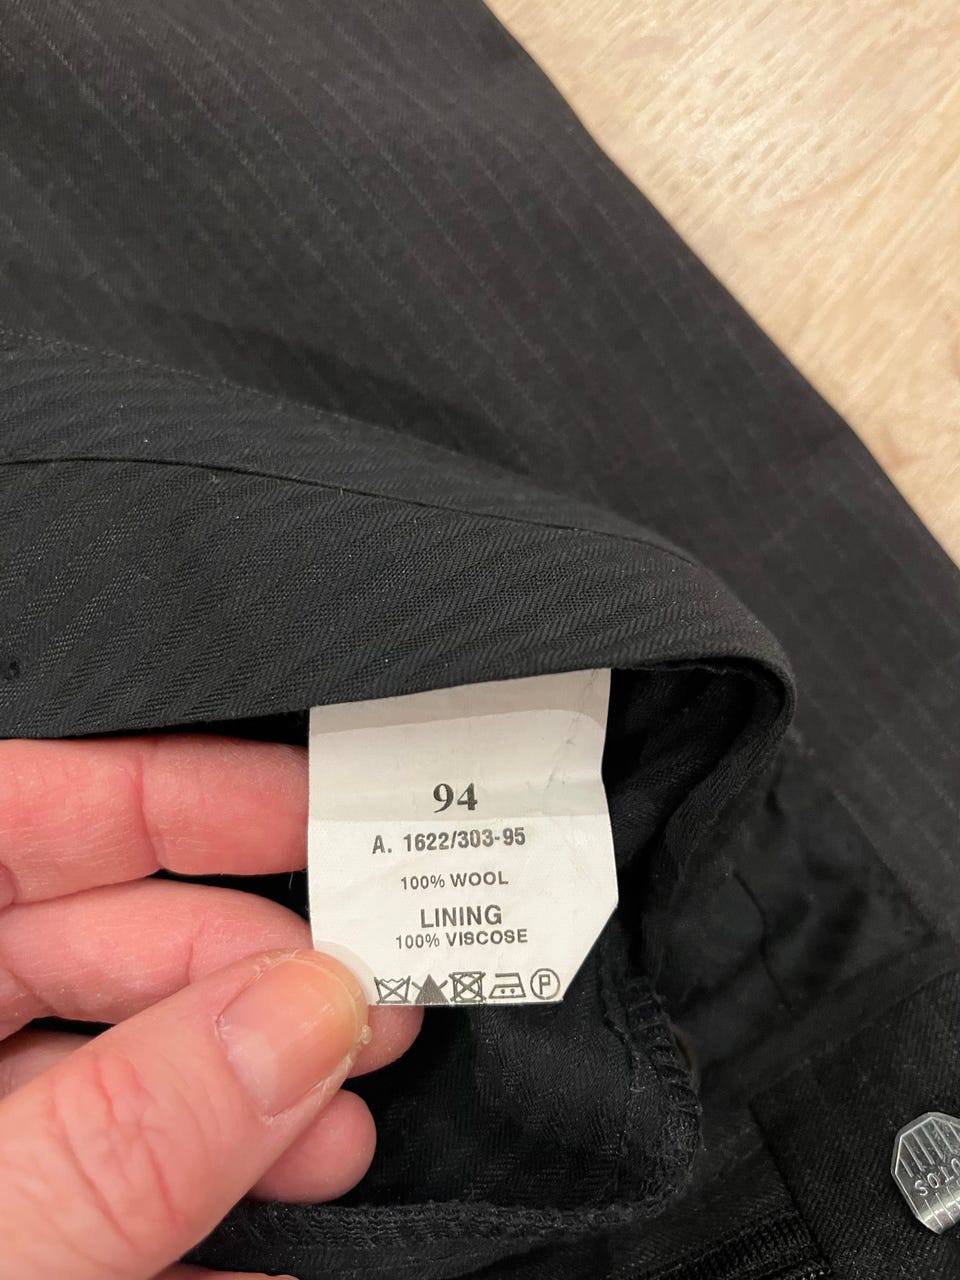 94
A. 1622/303-95
100% WOOL
LINING
100% VISCOSE
P